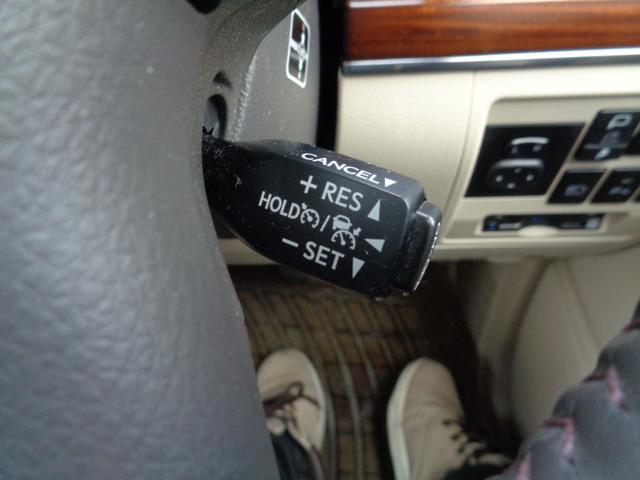 CANCEL▼
+ RES ▲
HOLD / ◀
− SET ▼